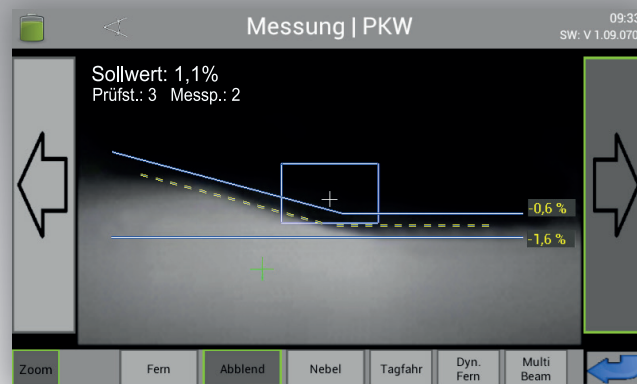 Messung | PKW
09:33
SW: V 1.09.070
Sollwert: 1,1%
Prüfst.: 3 Messp.: 2
-0,6 %
-1,6 %
Zoom
Fern
Abblend
Nebel
Tagfahr
Dyn.
Fern
Multi
Beam